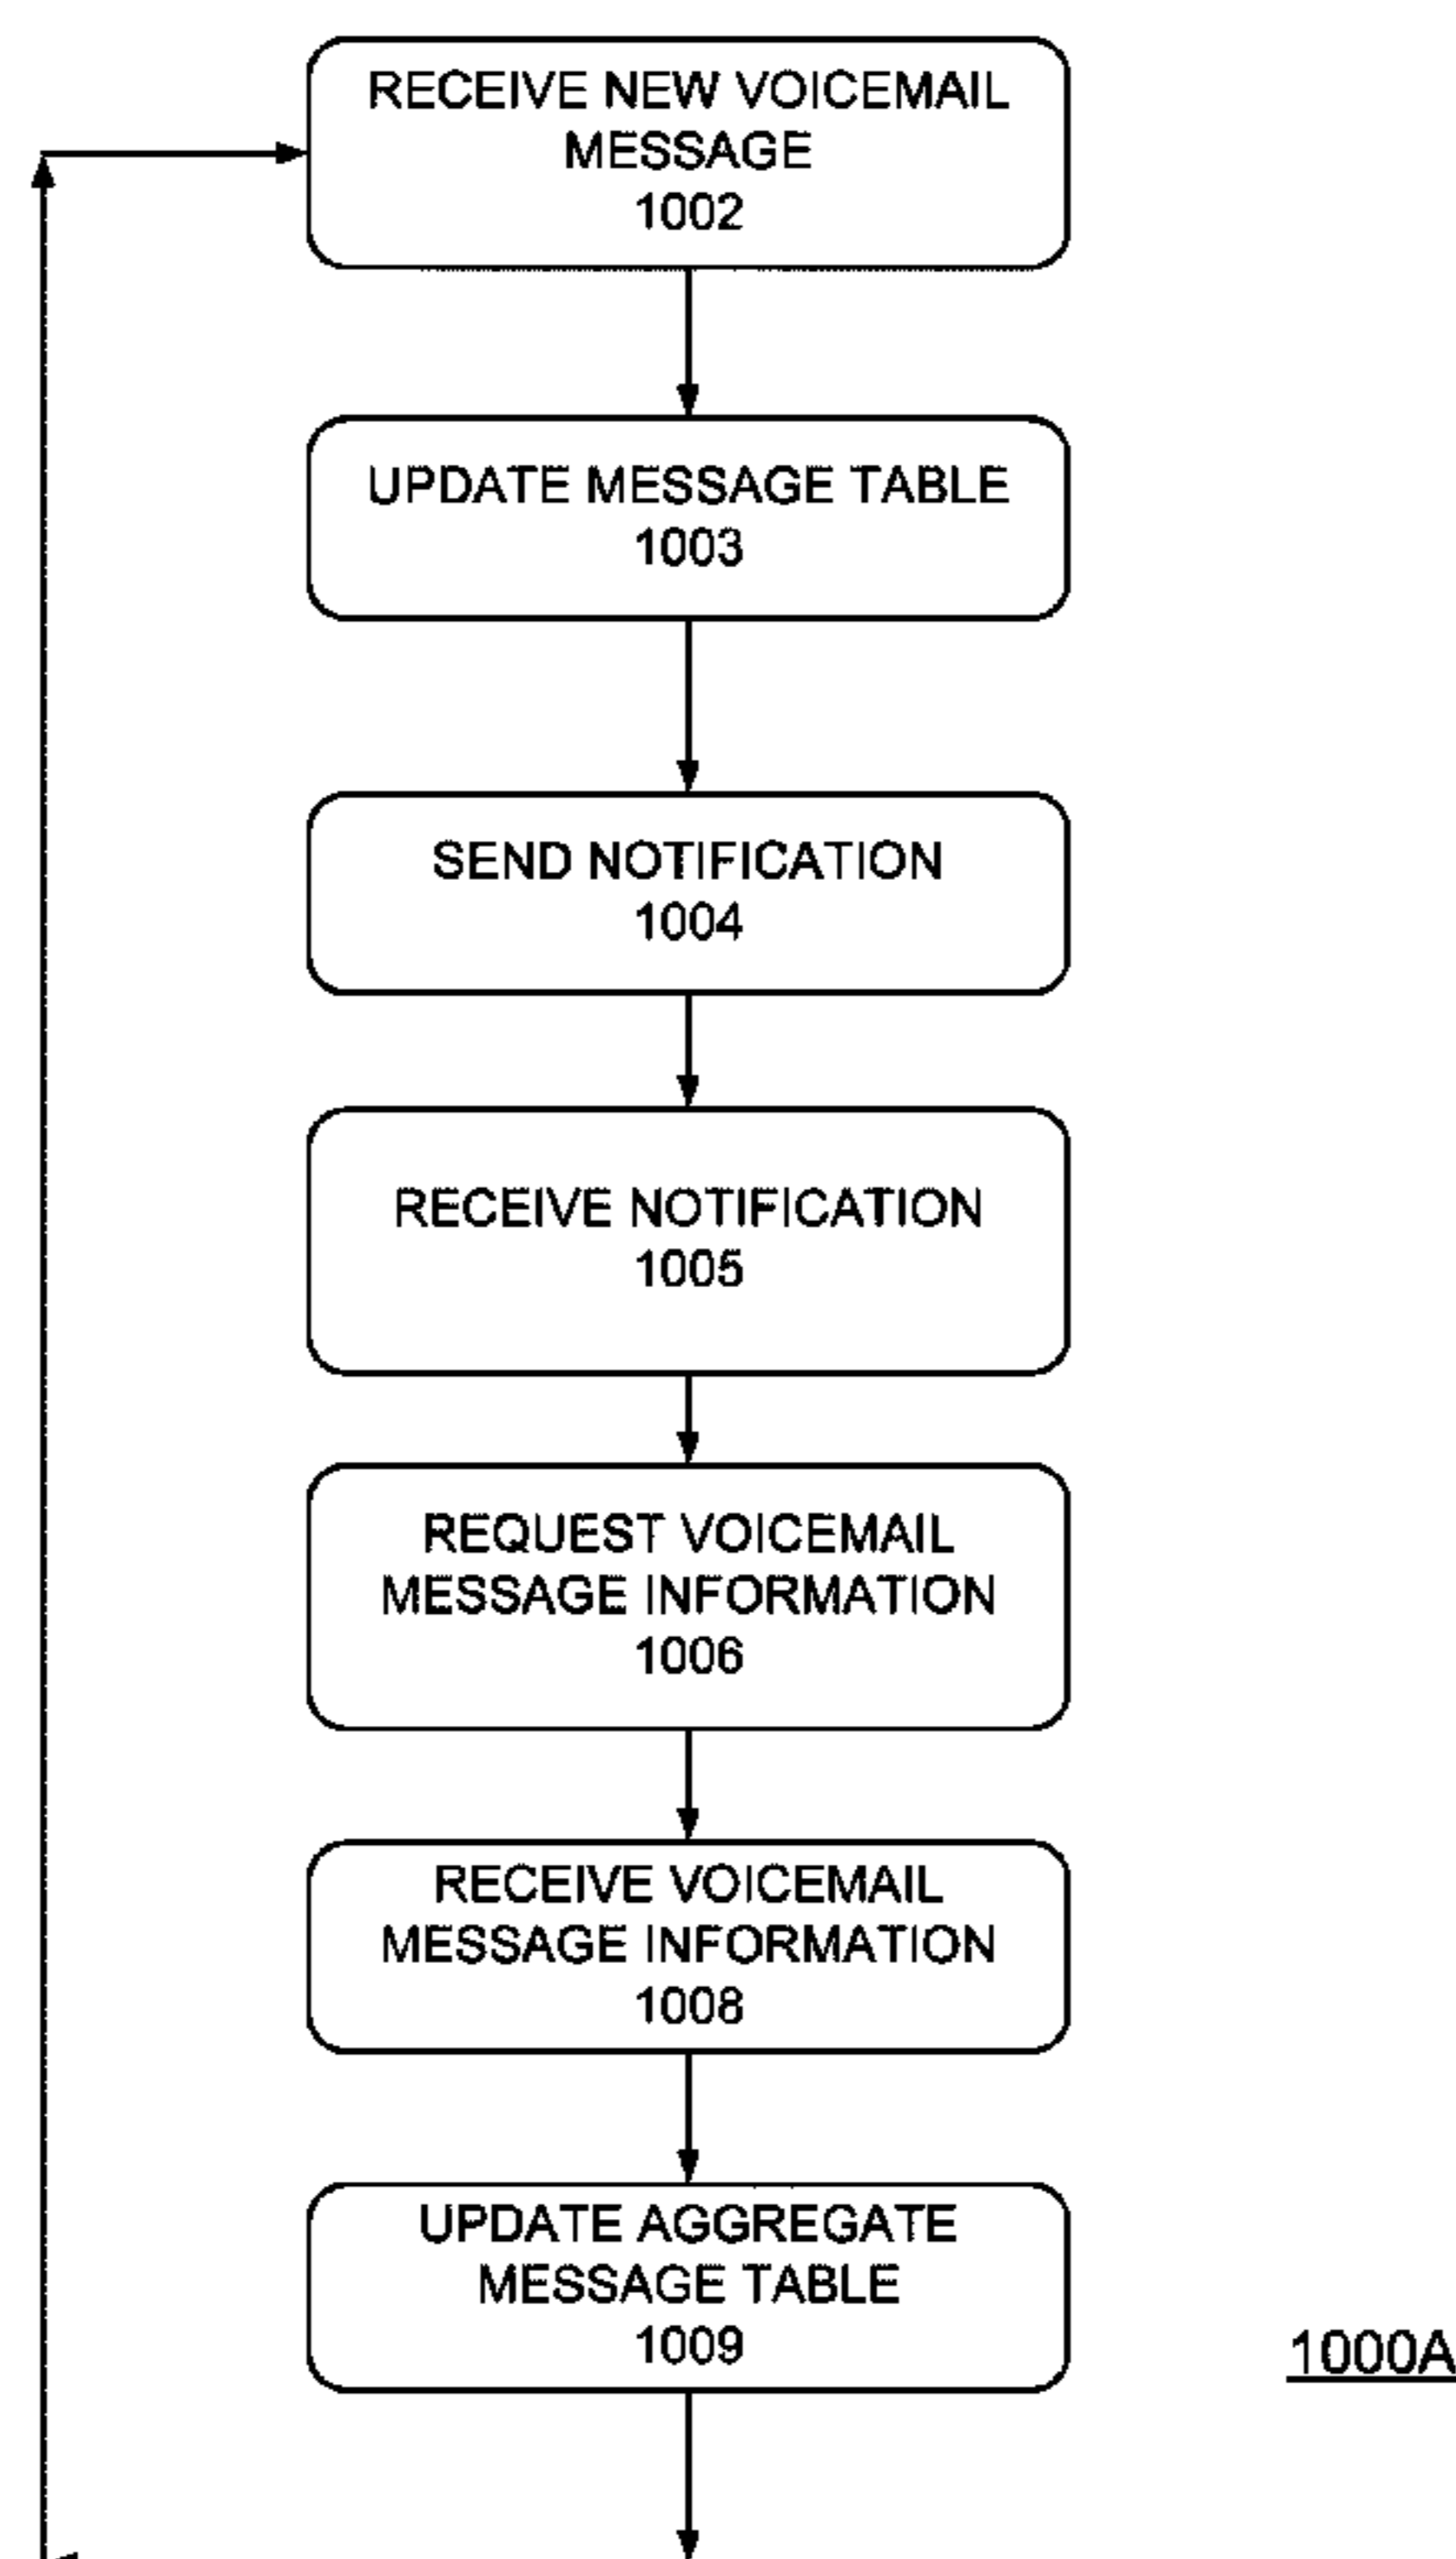 RECEIVE NEW VOICEMAIL
MESSAGE
1002
UPDATE MESSAGE TABLE
1003
SEND NOTIFICATION
1004
RECEIVE NOTIFICATION
1005
REQUEST VOICEMAIL
MESSAGE INFORMATION
1006
RECEIVE VOICEMAIL
MESSAGE INFORMATION
1008
UPDATE AGGREGATE
MESSAGE TABLE
1009
1000A